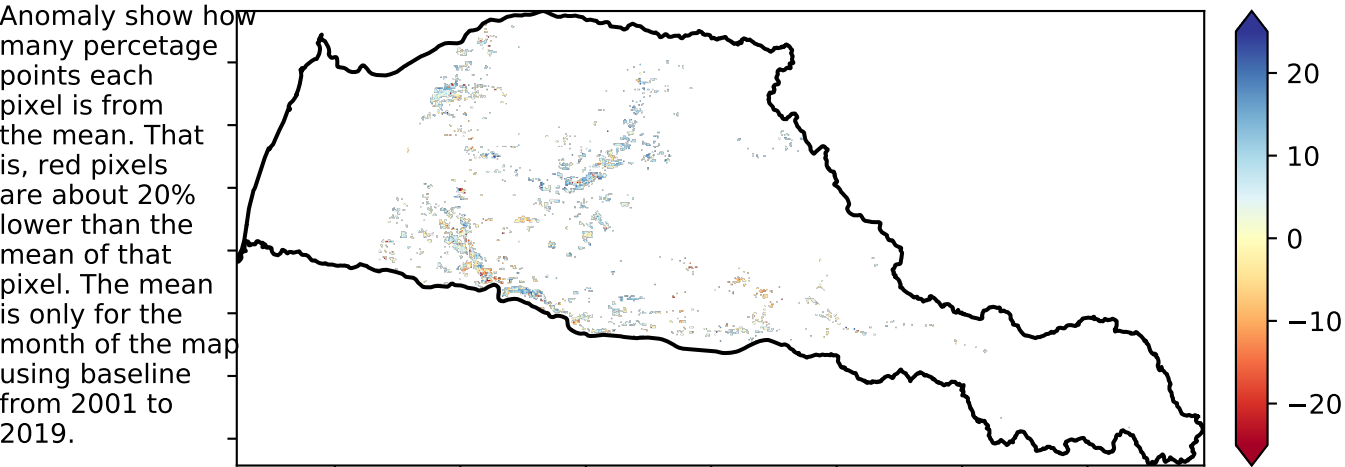 Anomaly show how
many percetage
points each
pixel is from
the mean. That
is, red pixels
are about 20%
lower than the
mean of that
pixel. The mean
is only for the
month of the map
using baseline
from 2001 to
2019.
20
10
0
−10
−20